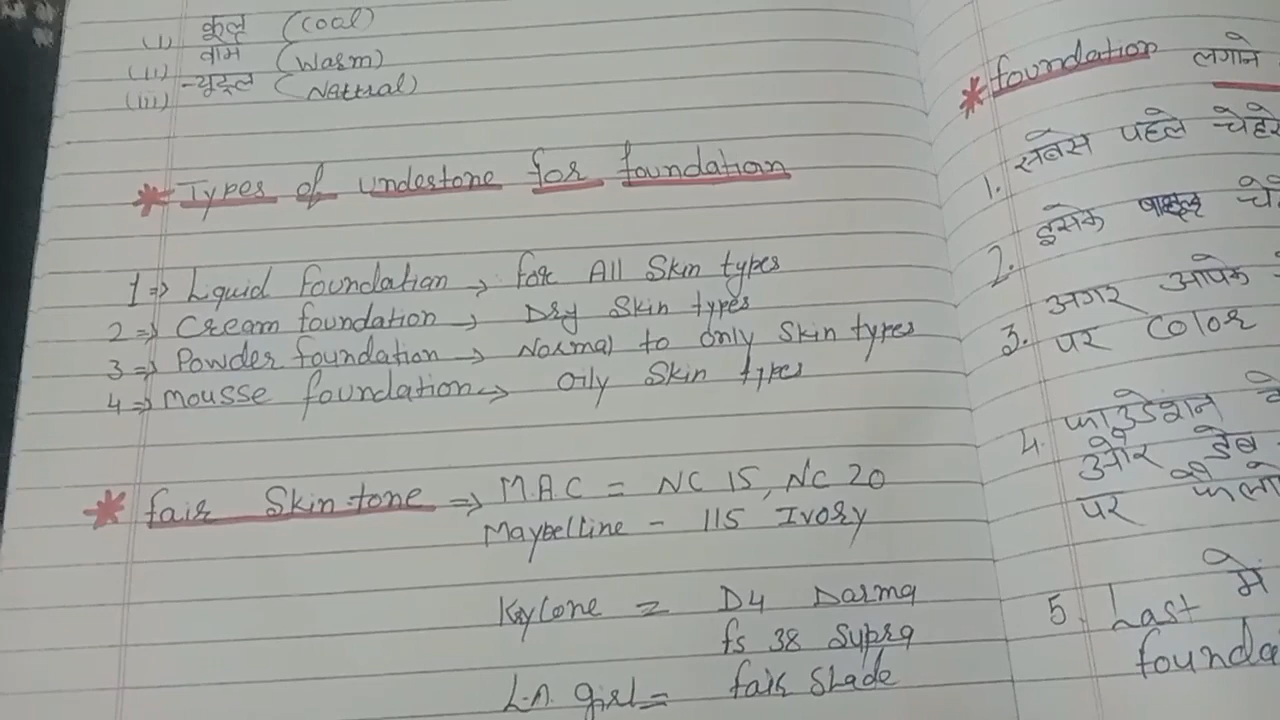 (i) कूल (Cool)
(ii) वाम (Warm)
(iii) न्यूट्रल (Natural)
* Types of Undestone for foundation
1 ⇒ Liquid foundation → for All Skin types
2 ⇒ Cream foundation → Dry Skin types
3 ⇒ Powder foundation → Normal to only Skin types
4 ⇒ Mousse foundation → Oily Skin types
* fair Skin tone ⇒ M.A.C = NC 15, NC 20
Maybelline - 115 Ivory
Krylone = D4 Darma
fs 38 Supra
L.A. girl = fair Shade
* foundation लगाने
1. सबसे पहले चेहरे
2. इसके
3. अगर आपके
पर Color
4. फाउंडेशन
और
पर
5. Last में
founda